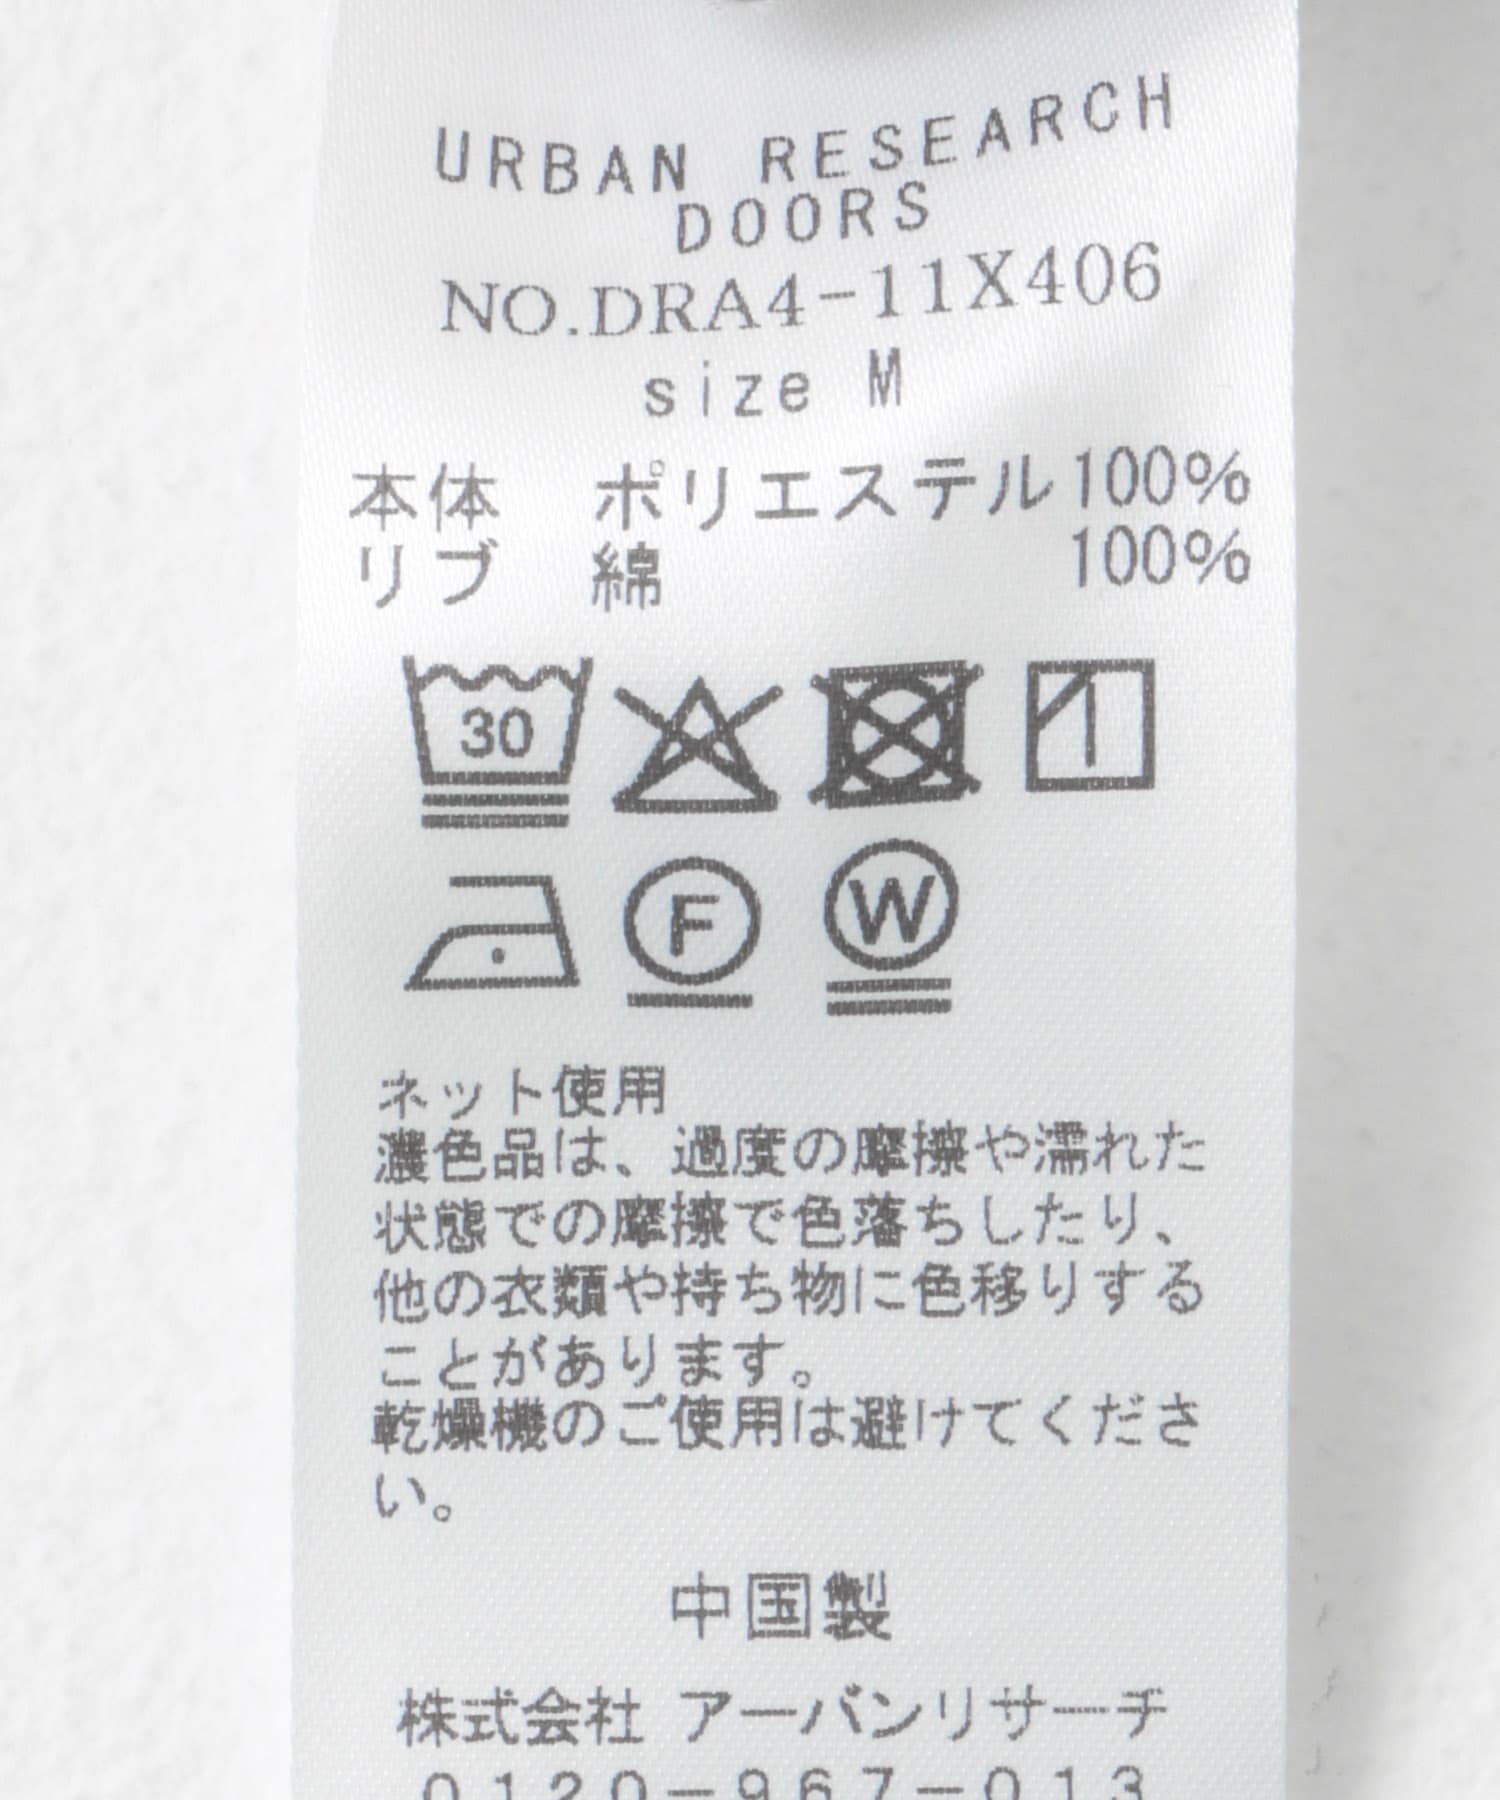 URBAN RESEARCH
DOORS
NO.DRA4-11X406
size M
本体 ポリエステル100%
リブ 綿 100%
30
F W
ネット使用
濃色品は、過度の摩擦や濡れた
状態での摩擦で色落ちしたり、
他の衣類や持ち物に色移りする
ことがあります。
乾燥機のご使用は避けてくださ
い。
中国製
株式会社 アーバンリサーチ
0120-967-013